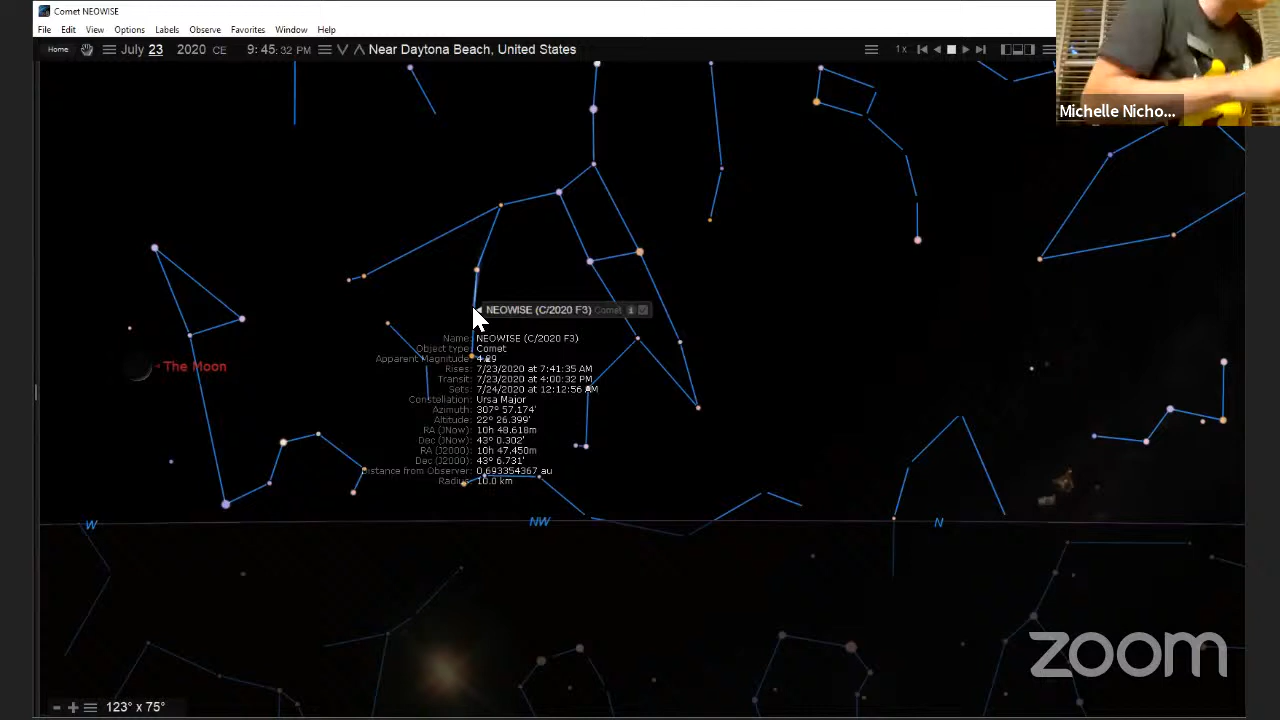 Comet NEOWISE
File Edit View Options Labels Observe Favorites Window Help
Home July 23 2020 CE 9:45:32 PM Near Daytona Beach, United States 1x
Michelle Nicho...
NEOWISE (C/2020 F3) Comet
Name: NEOWISE (C/2020 F3)
Object type: Comet
Apparent Magnitude: 4.89
Rises: 7/23/2020 at 7:41:35 AM
Transit: 7/23/2020 at 4:00:32 PM
Sets: 7/24/2020 at 12:12:56 AM
Constellation: Ursa Major
Azimuth: 307° 57.174'
Altitude: 22° 26.399'
RA (JNow): 10h 48.618m
Dec (JNow): 43° 0.302'
RA (J2000): 10h 47.450m
Dec (J2000): 43° 6.731'
Distance from Observer: 0.693354367 au
Radius: 10.0 km
The Moon
W NW N
zoom
123° x 75°